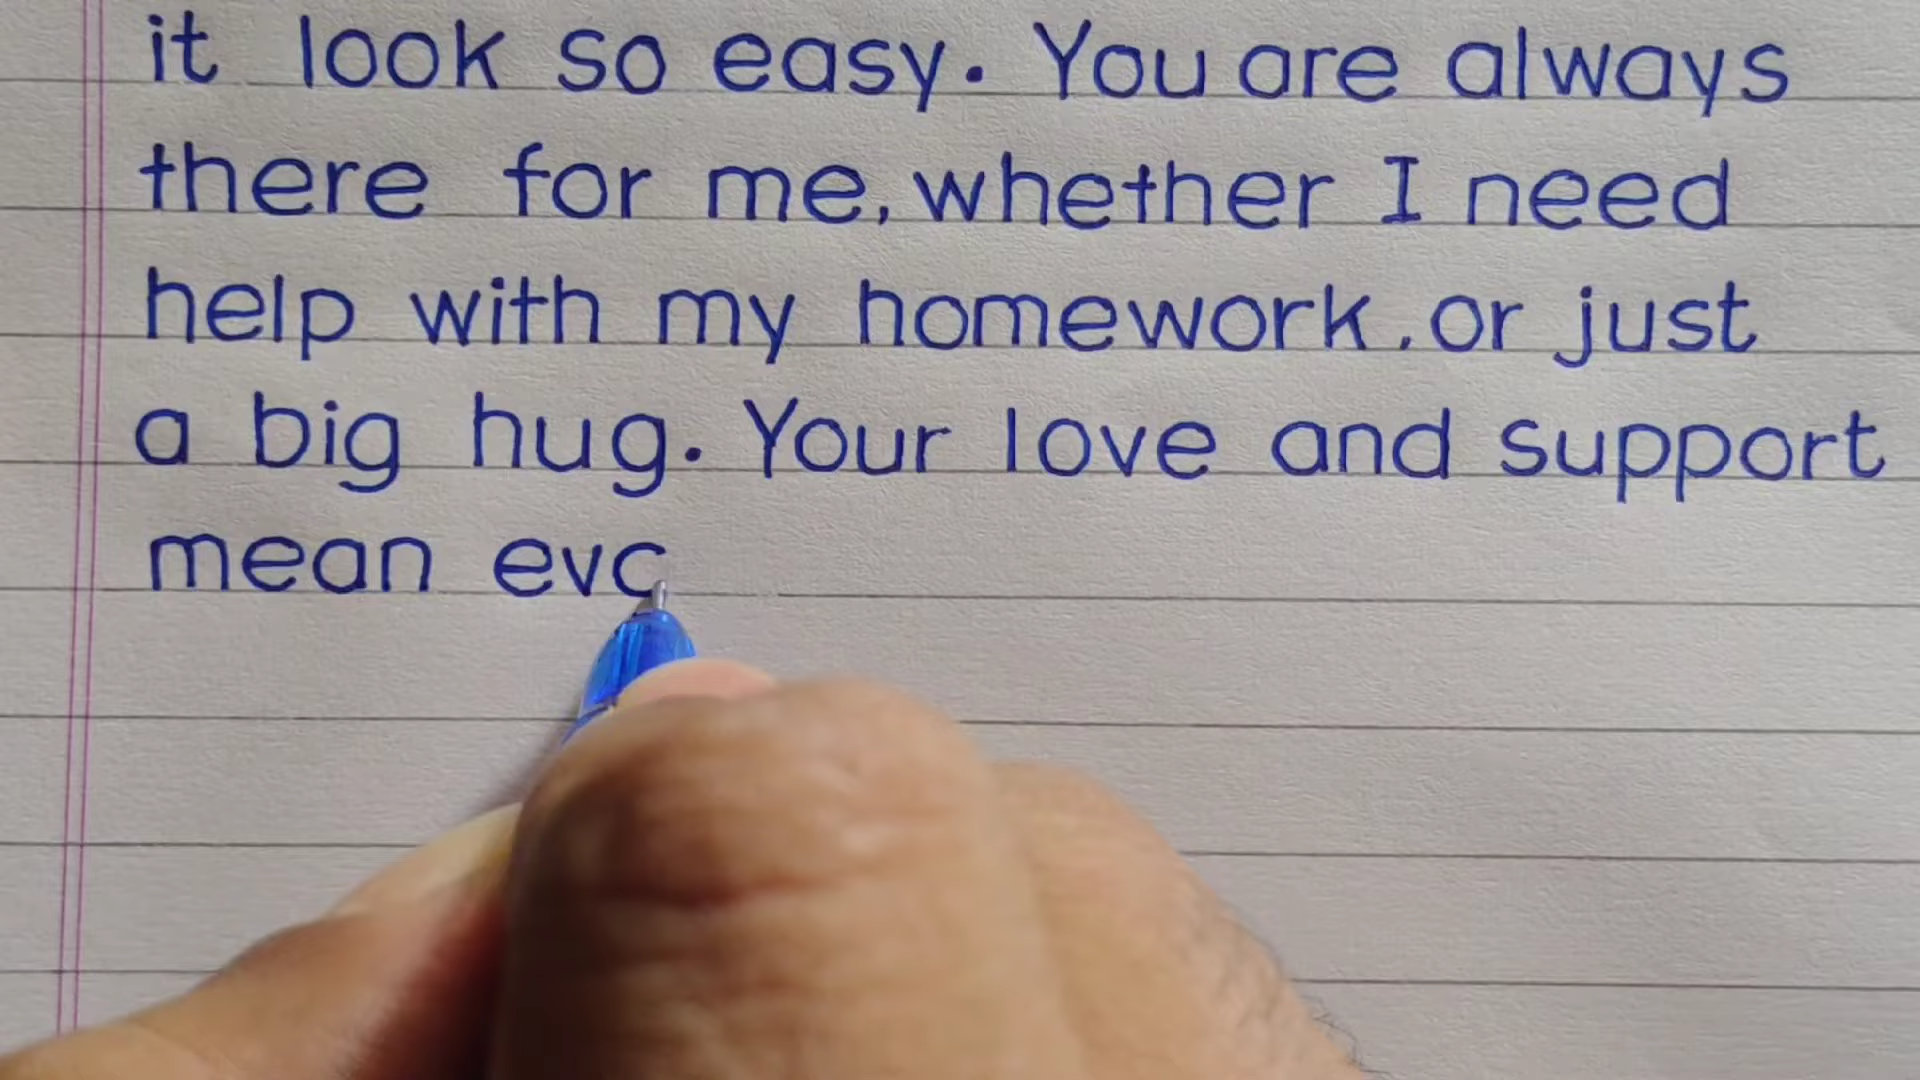 it look so easy. You are always
there for me, whether I need
help with my homework, or just
a big hug. Your love and support
mean evc